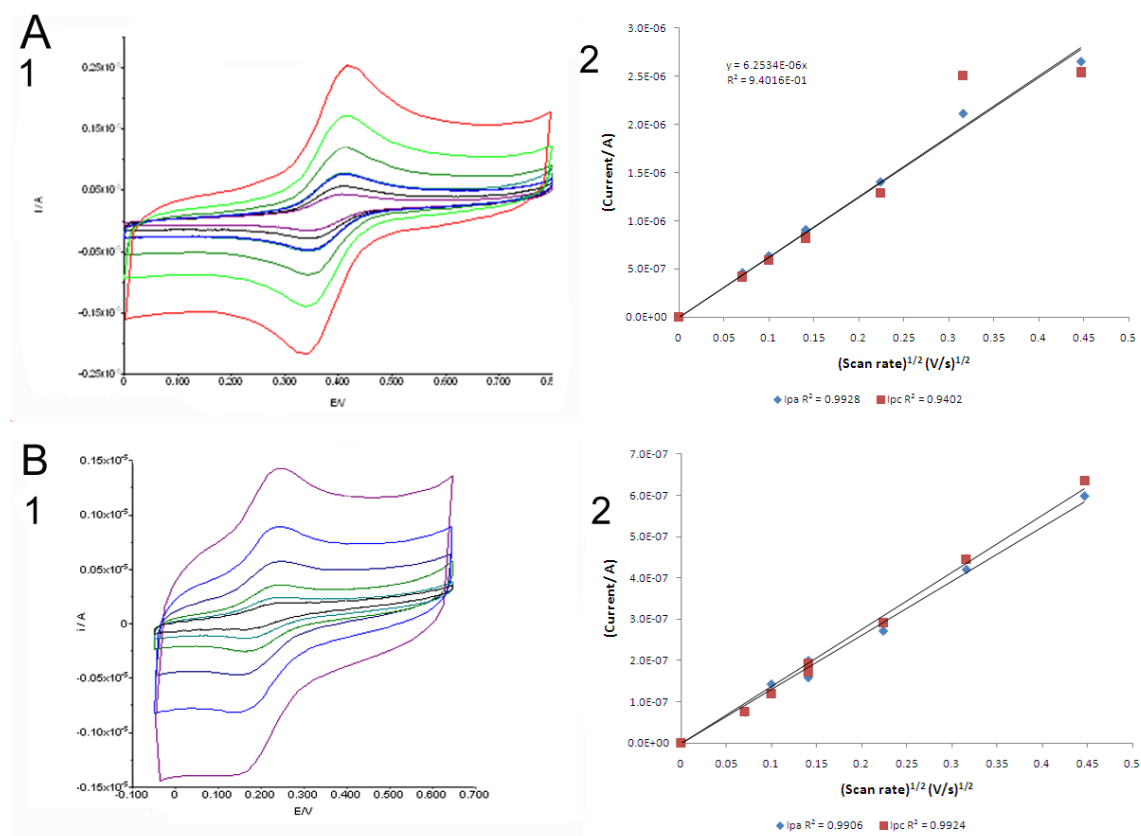 A
1
0.25x10⁻⁵
0.15x10⁻⁵
0.05x10⁻⁵
-0.05x10⁻⁵
-0.15x10⁻⁵
-0.25x10⁻⁵
I / A
0 0.100 0.200 0.300 0.400 0.500 0.600 0.700
E/V
2
3.0E-06
2.5E-06
2.0E-06
1.5E-06
1.0E-06
5.0E-07
0.0E+00
(Current/ A)
y = 6.2534E-06x
R² = 9.4016E-01
0 0.05 0.1 0.15 0.2 0.25 0.3 0.35 0.4 0.45 0.5
(Scan rate)¹/² (V/s)¹/²
Ipa R² = 0.9928 Ipc R² = 0.9402
B
1
0.15x10⁻⁵
0.10x10⁻⁵
0.05x10⁻⁵
0
-0.05x10⁻⁵
-0.10x10⁻⁵
-0.15x10⁻⁵
i / A
-0.100 0 0.100 0.200 0.300 0.400 0.500 0.600 0.700
E/V
2
7.0E-07
6.0E-07
5.0E-07
4.0E-07
3.0E-07
2.0E-07
1.0E-07
0.0E+00
(Current/A)
0 0.05 0.1 0.15 0.2 0.25 0.3 0.35 0.4 0.45 0.5
(Scan rate)¹/² (V/s)¹/²
Ipa R² = 0.9906 Ipc R² = 0.9924